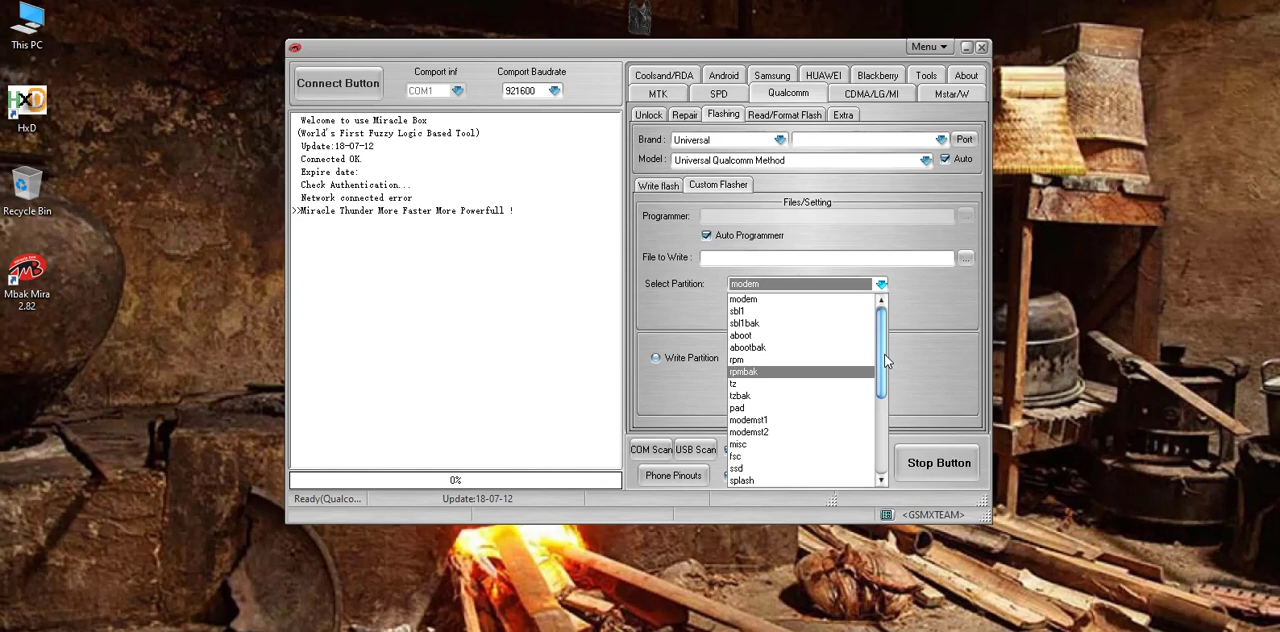 This PC
HxD
Recycle Bin
Mbak Mira
2.82
Menu
Connect Button
Comport inf
COM1
Comport Baudrate
921600
Coolsand/RDA
Android
Samsung
HUAWEI
Blackberry
Tools
About
MTK
SPD
Qualcomm
CDMA/LG/MI
Mstar/W
Unlock
Repair
Flashing
Read/Format Flash
Extra
Brand : Universal
Port
Model : Universal Qualcomm Method
Auto
Write flash
Custom Flasher
Files/Setting
Programmer:
...
Auto Programmerr
File to Write :
...
Select Partition: modem
modem
sbl1
sbl1bak
aboot
abootbak
rpm
rpmbak
tz
tzbak
pad
modemst1
modemst2
misc
fsc
ssd
splash
Write Partition
COM Scan
USB Scan
Phone Pinouts
Stop Button
Welcome to use Miracle Box
(World's First Fuzzy Logic Based Tool)
Update:18-07-12
Connected OK.
Expire date:
Check Authentication...
Network connected error
>>Miracle Thunder More Faster More Powerfull !
0%
Ready(Qualco...
Update:18-07-12
<GSMXTEAM>